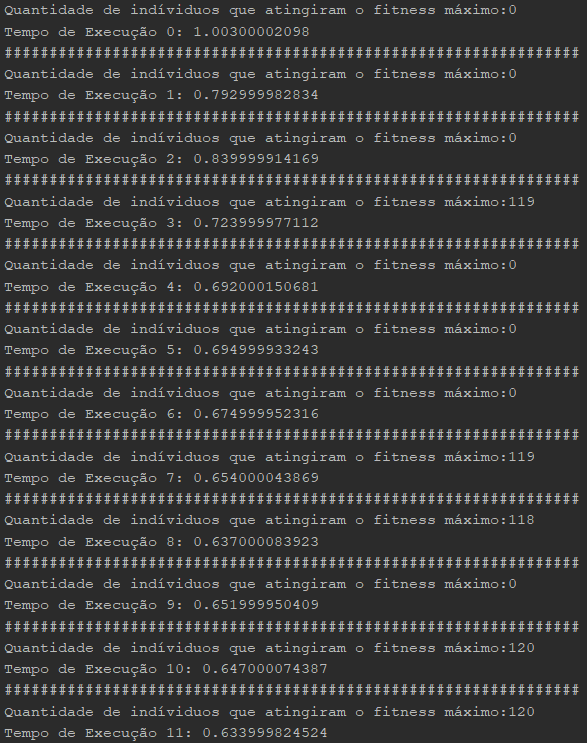 Quantidade de indíviduos que atingiram o fitness máximo:0
Tempo de Execução 0: 1.00300002098
################################################################
Quantidade de indíviduos que atingiram o fitness máximo:0
Tempo de Execução 1: 0.792999982834
################################################################
Quantidade de indíviduos que atingiram o fitness máximo:0
Tempo de Execução 2: 0.839999914169
################################################################
Quantidade de indíviduos que atingiram o fitness máximo:119
Tempo de Execução 3: 0.723999977112
################################################################
Quantidade de indíviduos que atingiram o fitness máximo:0
Tempo de Execução 4: 0.692000150681
################################################################
Quantidade de indíviduos que atingiram o fitness máximo:0
Tempo de Execução 5: 0.694999933243
################################################################
Quantidade de indíviduos que atingiram o fitness máximo:0
Tempo de Execução 6: 0.674999952316
################################################################
Quantidade de indíviduos que atingiram o fitness máximo:119
Tempo de Execução 7: 0.654000043869
################################################################
Quantidade de indíviduos que atingiram o fitness máximo:118
Tempo de Execução 8: 0.637000083923
################################################################
Quantidade de indíviduos que atingiram o fitness máximo:0
Tempo de Execução 9: 0.651999950409
################################################################
Quantidade de indíviduos que atingiram o fitness máximo:120
Tempo de Execução 10: 0.647000074387
################################################################
Quantidade de indíviduos que atingiram o fitness máximo:120
Tempo de Execução 11: 0.633999824524